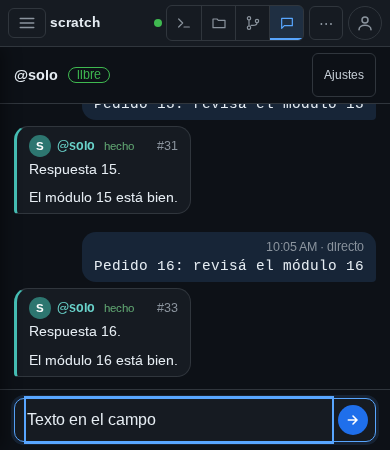 scratch
@solo libre
Ajustes
Pedido 15: revisá el módulo 15
S @solo hecho #31
Respuesta 15.
El módulo 15 está bien.
10:05 AM · directo
Pedido 16: revisá el módulo 16
S @solo hecho #33
Respuesta 16.
El módulo 16 está bien.
Texto en el campo